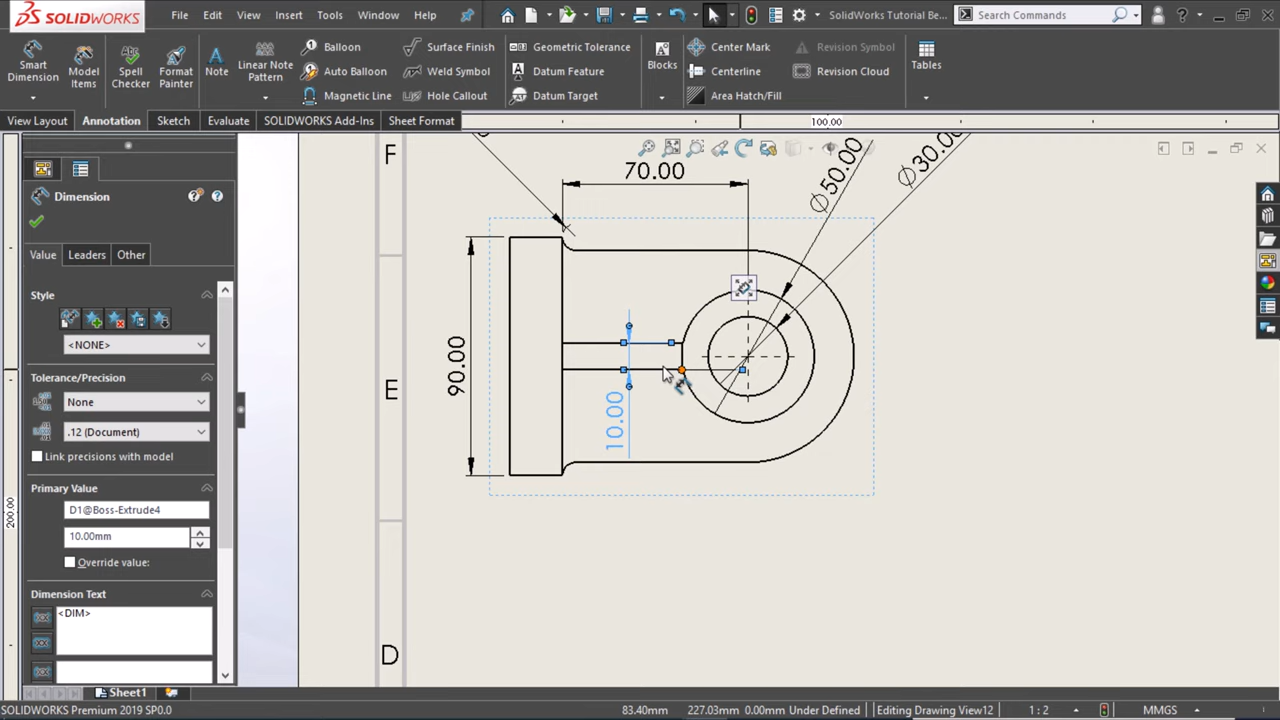 SOLIDWORKS
File Edit View Insert Tools Window Help
SolidWorks Tutorial Be...
Search Commands
Smart Dimension
Model Items
Spell Checker
Format Painter
Note
Linear Note Pattern
Balloon
Auto Balloon
Magnetic Line
Surface Finish
Weld Symbol
Hole Callout
Geometric Tolerance
Datum Feature
Datum Target
Blocks
Center Mark
Centerline
Area Hatch/Fill
Revision Symbol
Revision Cloud
Tables
View Layout Annotation Sketch Evaluate SOLIDWORKS Add-Ins Sheet Format
100.00
Dimension
Value Leaders Other
Style
<NONE>
Tolerance/Precision
None
.12 (Document)
Link precisions with model
Primary Value
D1@Boss-Extrude4
10.00mm
Override value:
Dimension Text
<DIM>
200.00
F
E
D
70.00
Ø50.00
Ø30.00
90.00
10.00
Sheet1
SOLIDWORKS Premium 2019 SP0.0
83.40mm 227.03mm 0.00mm Under Defined Editing Drawing View12 1 : 2 MMGS